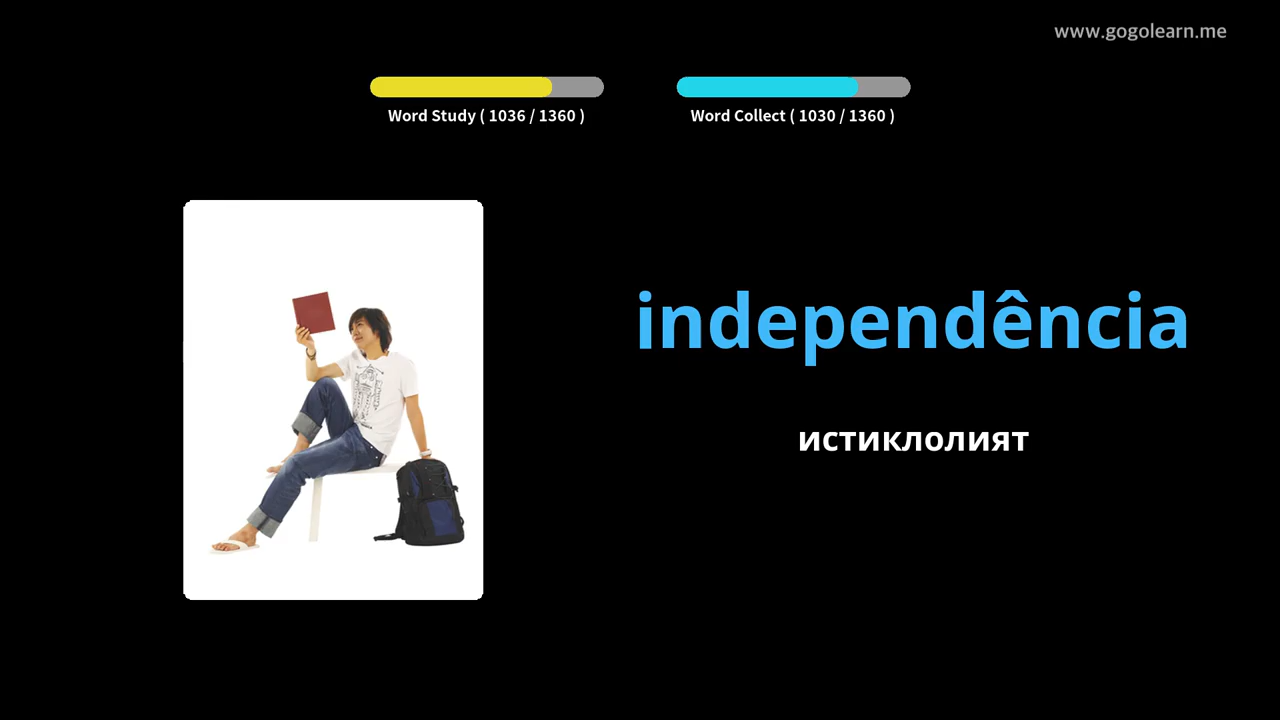 www.gogolearn.me
Word Study ( 1036 / 1360 )
Word Collect ( 1030 / 1360 )
independência
истиклолият